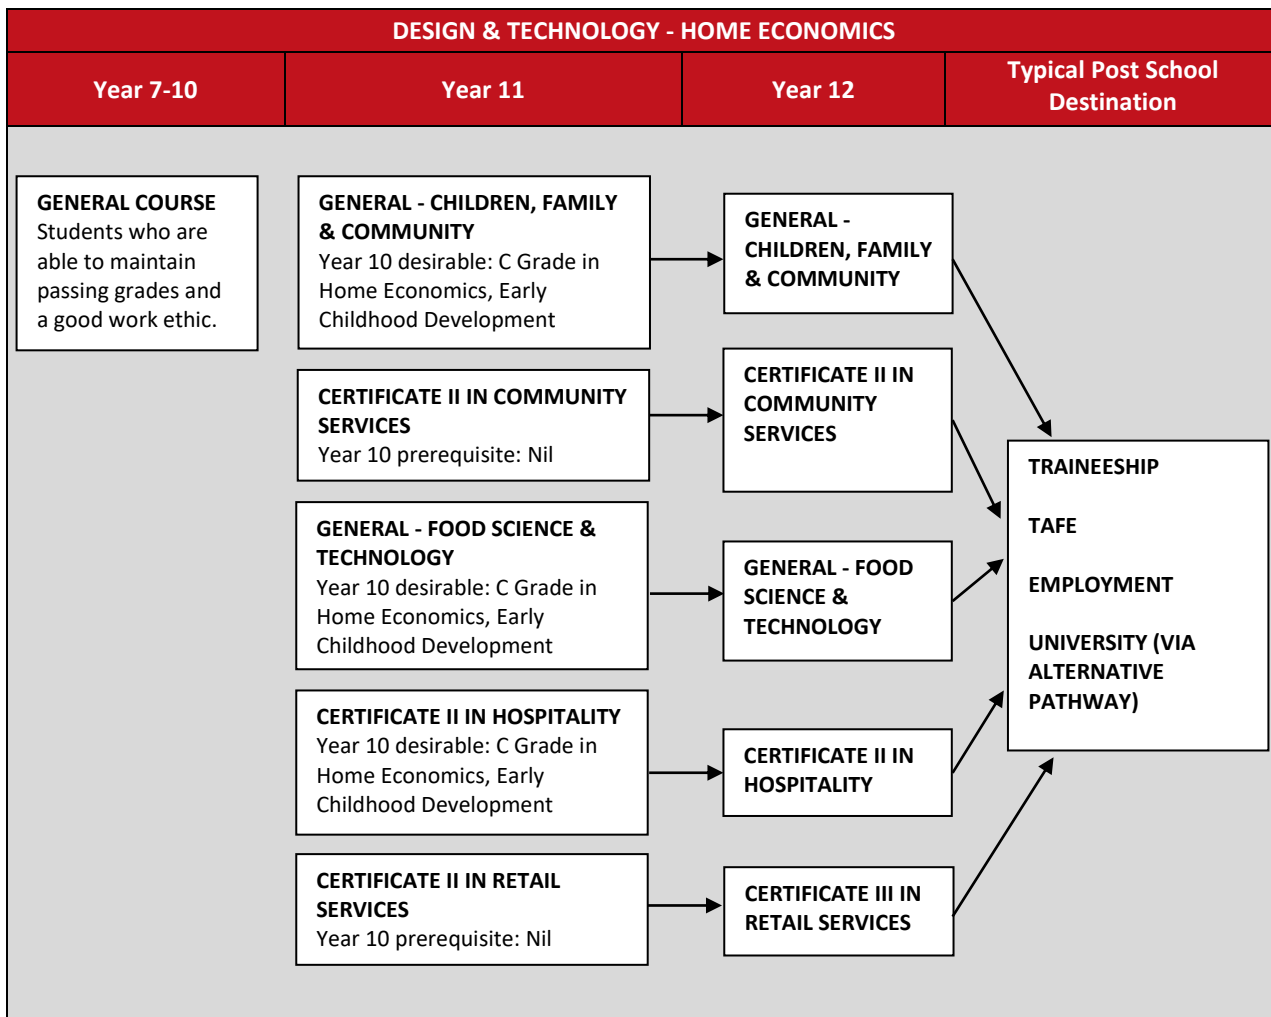 DESIGN & TECHNOLOGY - HOME ECONOMICS
Year 7-10
Year 11
Year 12
Typical Post School
Destination
GENERAL COURSE
Students who are
able to maintain
passing grades and
a good work ethic.
GENERAL - CHILDREN, FAMILY
& COMMUNITY
Year 10 desirable: C Grade in
Home Economics, Early
Childhood Development
CERTIFICATE II IN COMMUNITY
SERVICES
Year 10 prerequisite: Nil
GENERAL - FOOD SCIENCE &
TECHNOLOGY
Year 10 desirable: C Grade in
Home Economics, Early
Childhood Development
CERTIFICATE II IN HOSPITALITY
Year 10 desirable: C Grade in
Home Economics, Early
Childhood Development
CERTIFICATE II IN RETAIL
SERVICES
Year 10 prerequisite: Nil
GENERAL -
CHILDREN, FAMILY
& COMMUNITY
CERTIFICATE II IN
COMMUNITY
SERVICES
GENERAL - FOOD
SCIENCE &
TECHNOLOGY
CERTIFICATE II IN
HOSPITALITY
CERTIFICATE III IN
RETAIL SERVICES
TRAINEESHIP
TAFE
EMPLOYMENT
UNIVERSITY (VIA
ALTERNATIVE
PATHWAY)